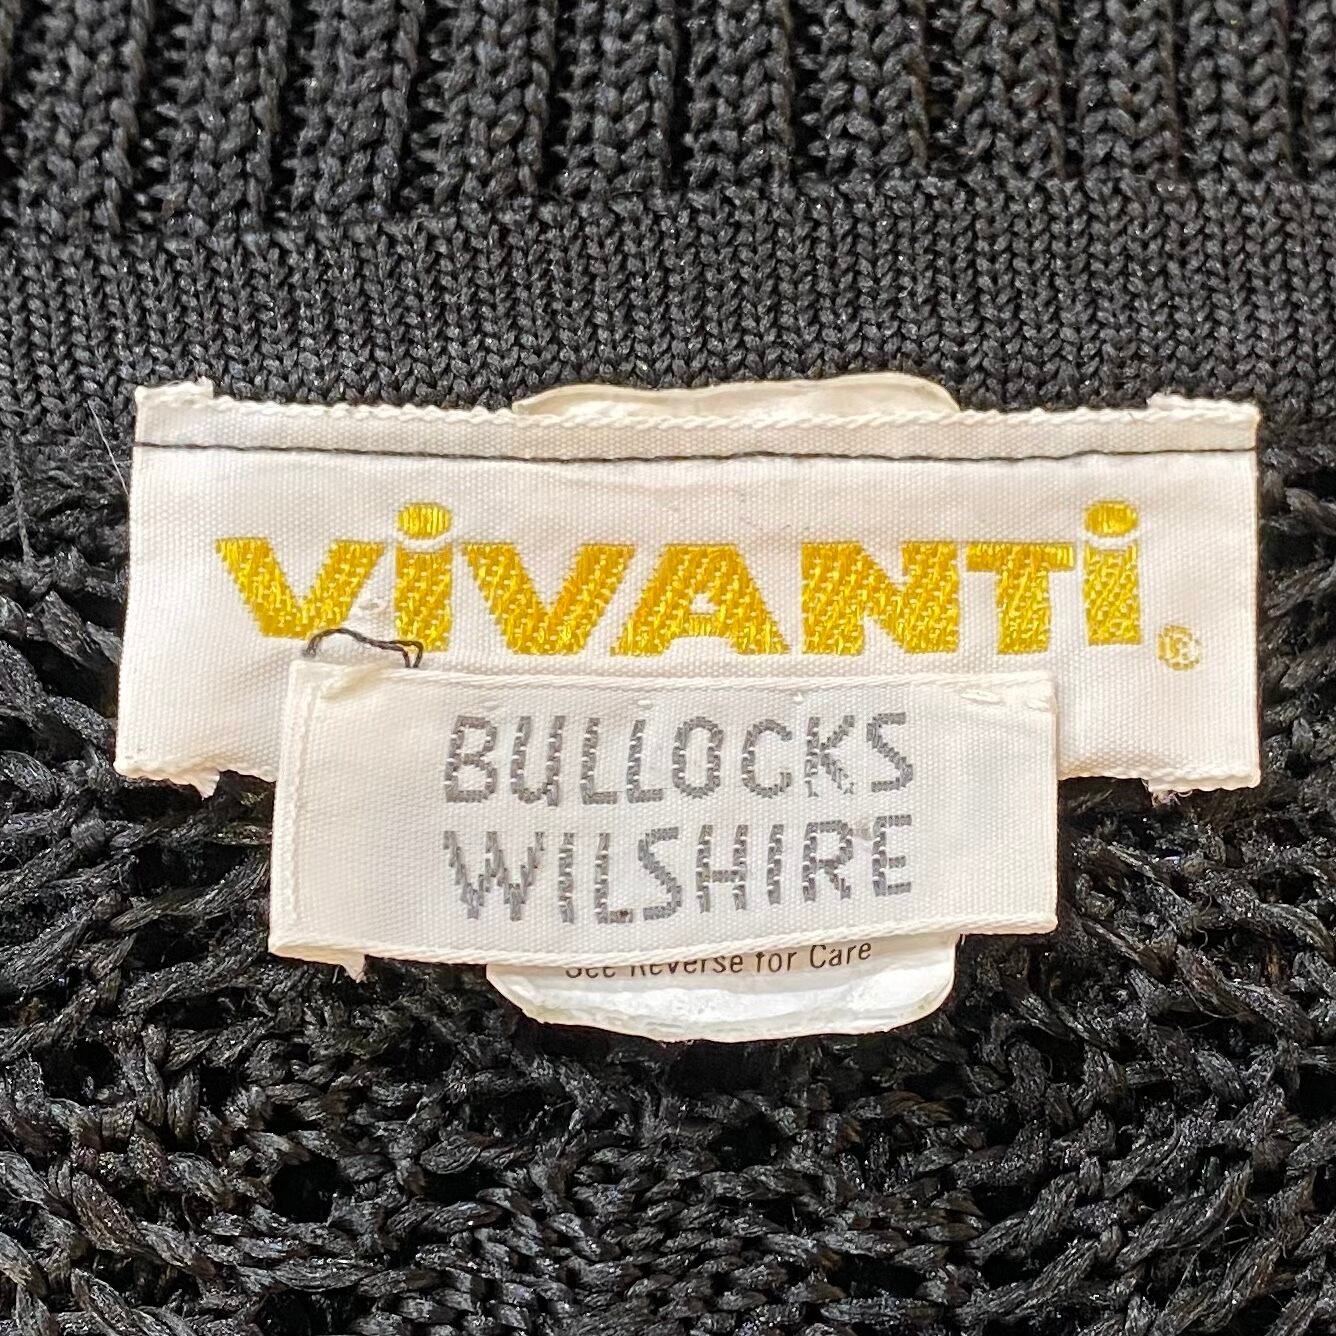 ViVANTi®
BULLOCKS
WILSHIRE
See Reverse for Care